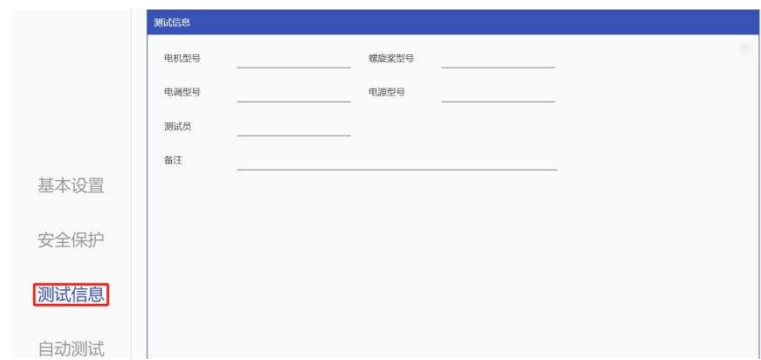 测试信息
电机型号 螺旋桨型号
电调型号 电源型号
测试员
备注
基本设置
安全保护
测试信息
自动测试